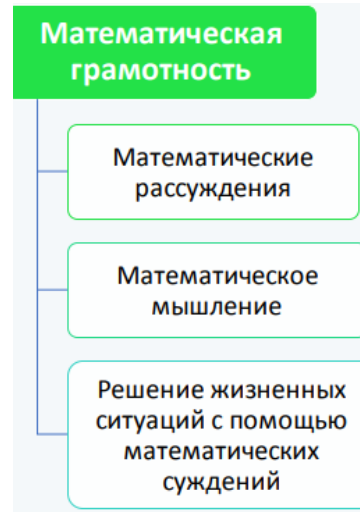 Математическая
грамотность
Математические
рассуждения
Математическое
мышление
Решение жизненных
ситуаций с помощью
математических
суждений